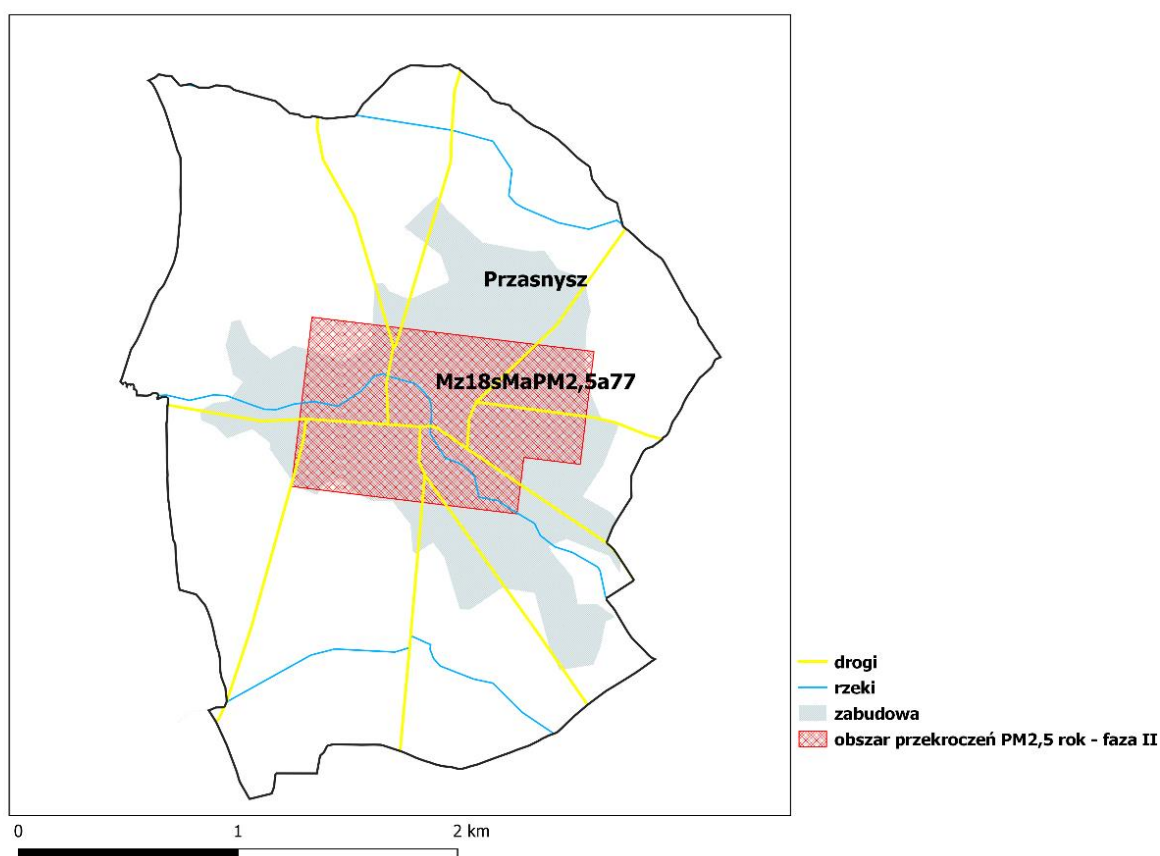 Przasnysz
Mz18sMaPM2,5a77
drogi
rzeki
zabudowa
obszar przekroczeń PM2,5 rok - faza II
0 1 2 km